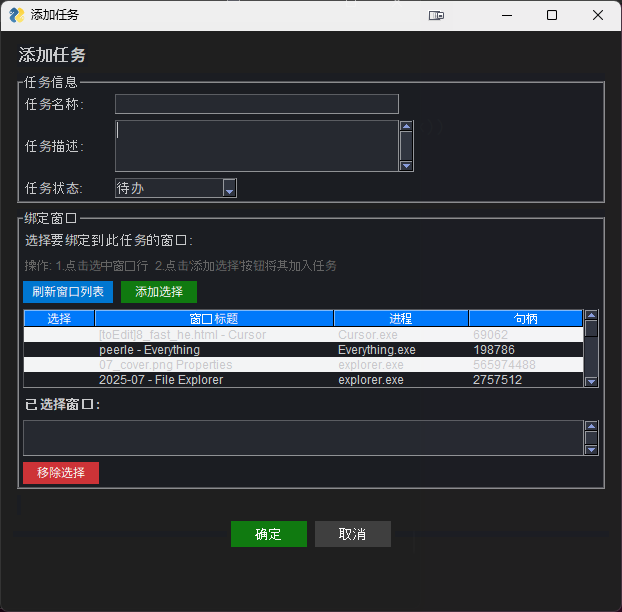 添加任务
添加任务
任务信息
任务名称:
任务描述:
任务状态: 待办
绑定窗口
选择要绑定到此任务的窗口:
操作: 1.点击选中窗口行 2.点击'添加选择'按钮将其加入任务
刷新窗口列表 添加选择
选择 窗口标题 进程 句柄
[toEdit]8_fast_he.html - Cursor Cursor.exe 69062
peerle - Everything Everything.exe 198786
07_cover.png Properties explorer.exe 565974488
2025-07 - File Explorer explorer.exe 2757512
已选择窗口:
移除选择
确定 取消